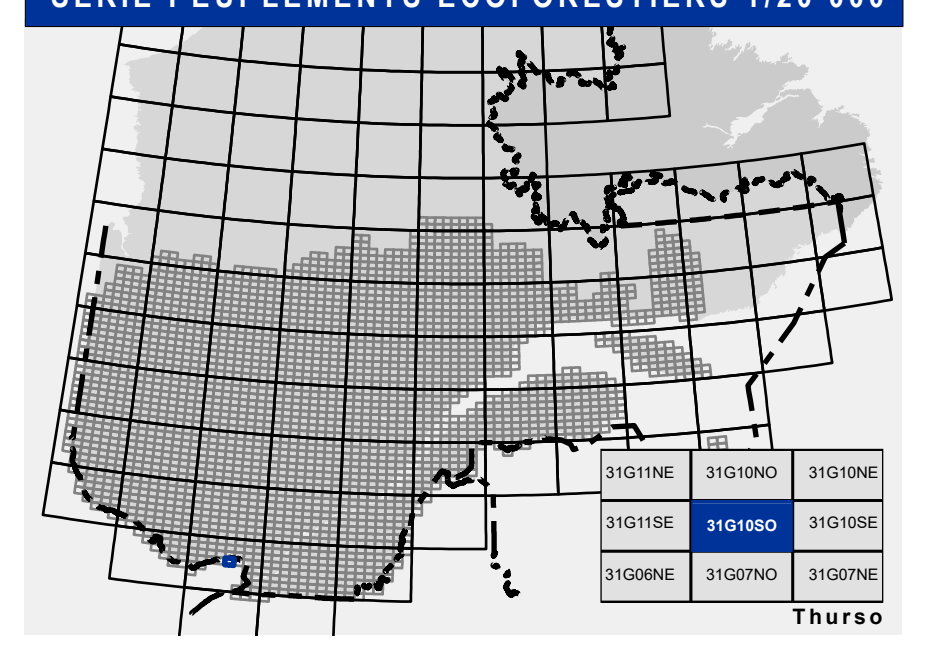 SÉRIE PEUPLEMENTS ÉCOFORESTIERS 1/20 000
31G11NE 31G10NO 31G10NE
31G11SE 31G10SO 31G10SE
31G06NE 31G07NO 31G07NE
Thurso